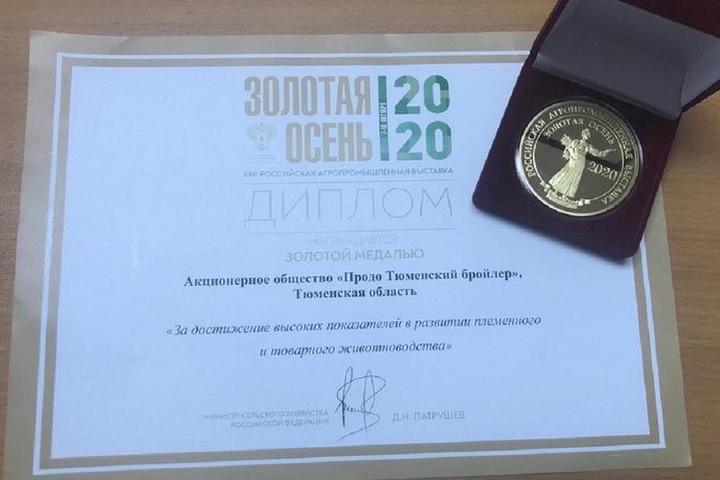 ЗОЛОТАЯ
ОСЕНЬ
20
20
XXII РОССИЙСКАЯ АГРОПРОМЫШЛЕННАЯ ВЫСТАВКА
ДИПЛОМ
НАГРАЖДАЕТСЯ
ЗОЛОТОЙ МЕДАЛЬЮ
Акционерное общество «Продо Тюменский бройлер»,
Тюменская область
«За достижение высоких показателей в развитии племенного
и товарного животноводства»
МИНИСТР СЕЛЬСКОГО ХОЗЯЙСТВА
РОССИЙСКОЙ ФЕДЕРАЦИИ
Д.Н. ПАТРУШЕВ
РОССИЙСКАЯ АГРОПРОМЫШЛЕННАЯ ВЫСТАВКА
ЗОЛОТАЯ ОСЕНЬ
2020